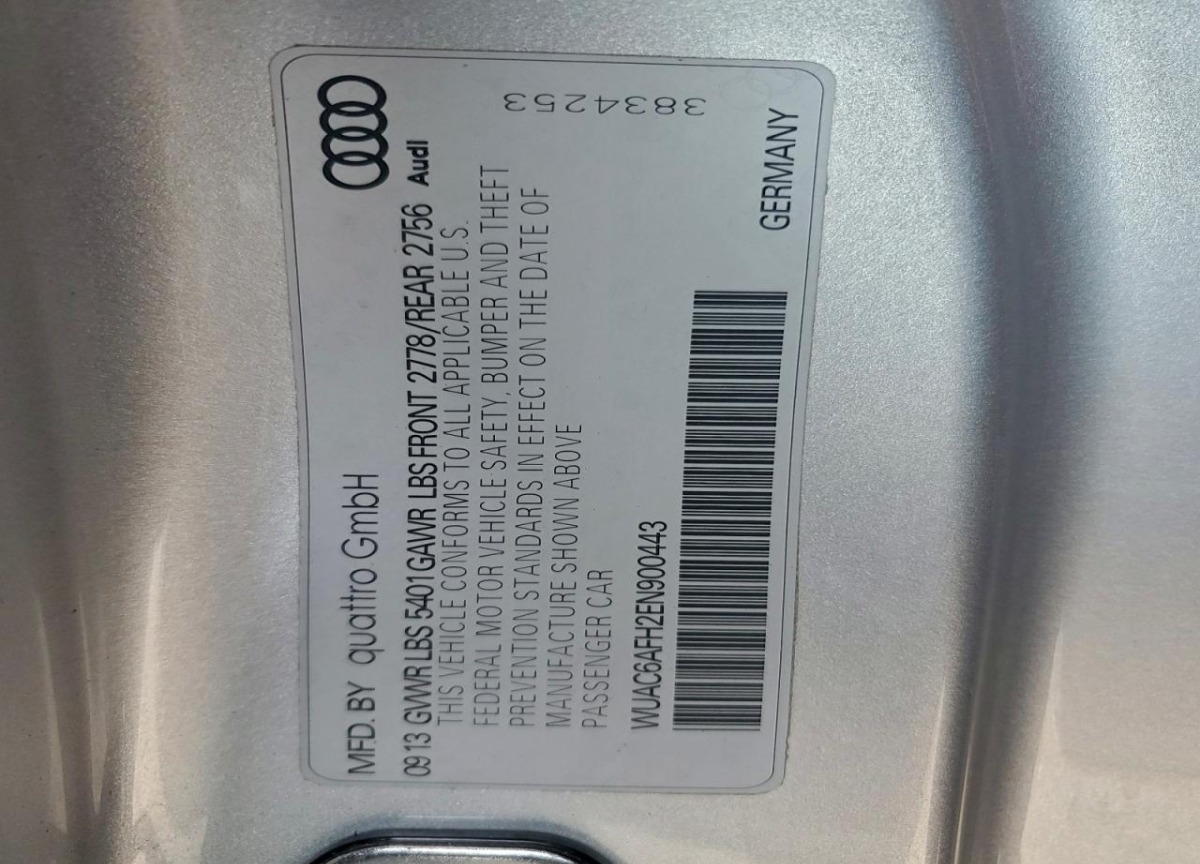 MFD. BY quattro GmbH
0913 GVWR LBS 5401 GAWR LBS FRONT 2778/REAR 2756
Audi
THIS VEHICLE CONFORMS TO ALL APPLICABLE U.S.
FEDERAL MOTOR VEHICLE SAFETY, BUMPER AND THEFT
PREVENTION STANDARDS IN EFFECT ON THE DATE OF
MANUFACTURE SHOWN ABOVE
PASSENGER CAR
3834253
WUAC6AFH2EN900443
GERMANY